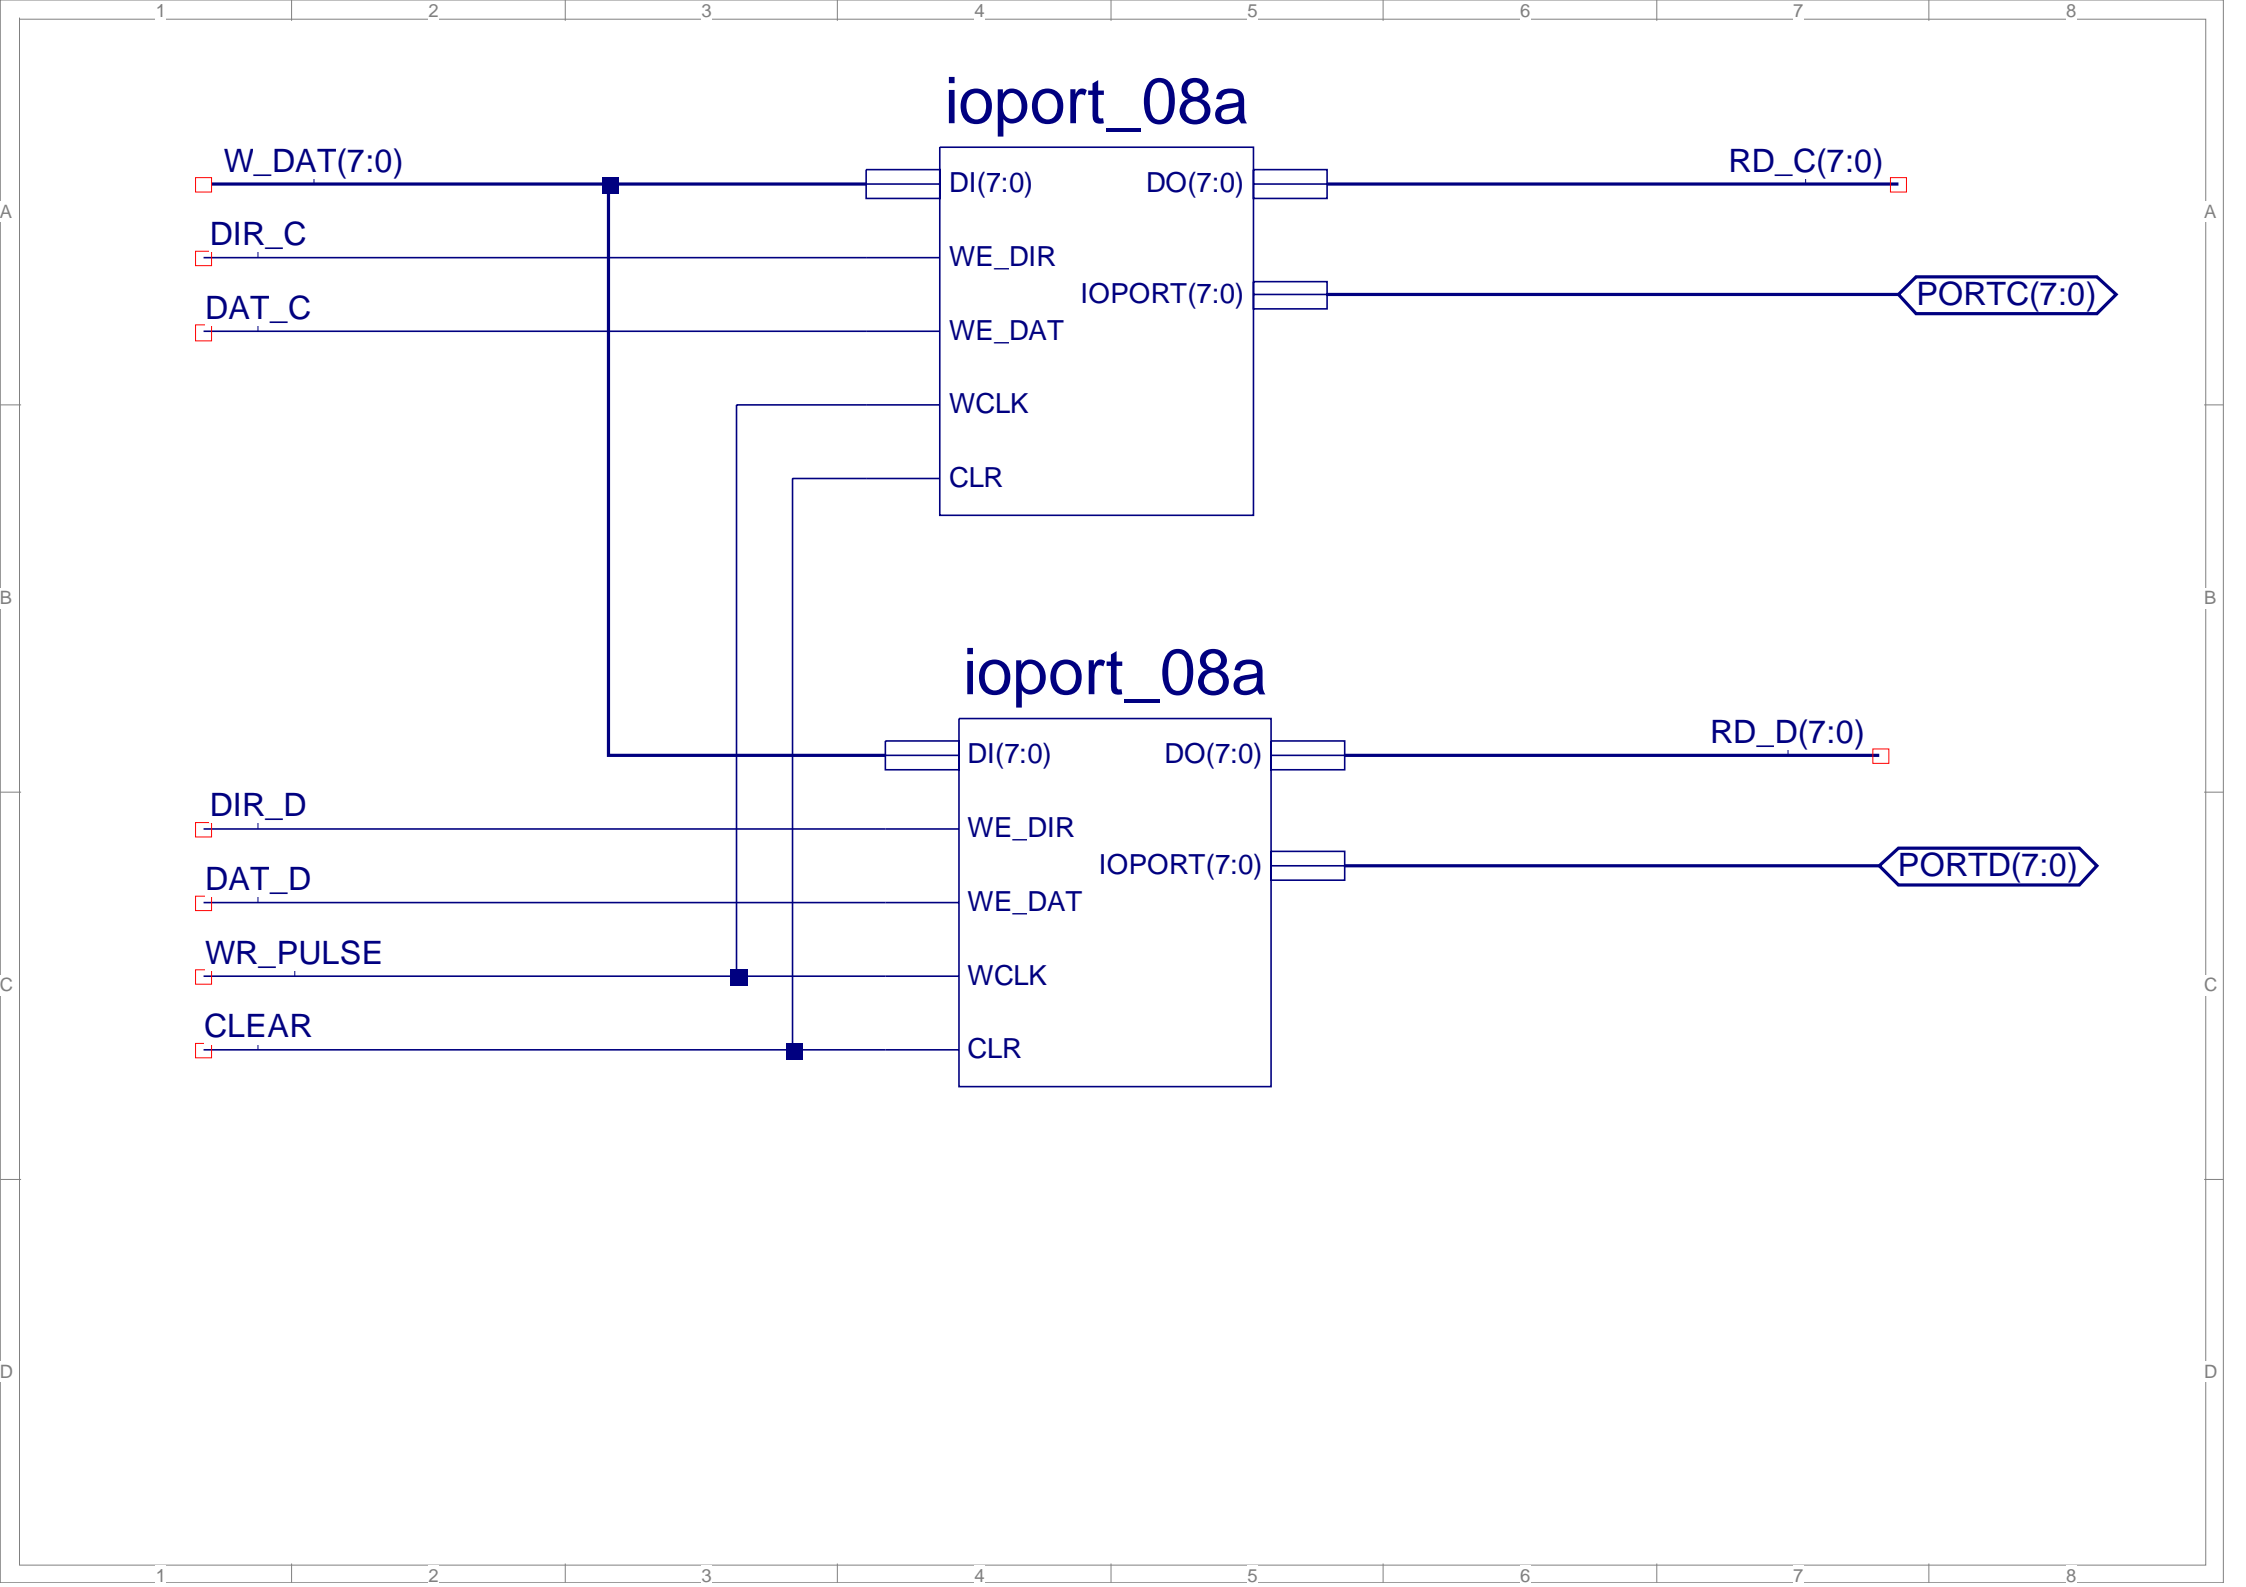 1 2 3 4 5 6 7 8
ioport_08a
W_DAT(7:0)
DI(7:0) DO(7:0)
RD_C(7:0)
A A
DIR_C
WE_DIR
IOPORT(7:0)
PORTC(7:0)
DAT_C
WE_DAT
WCLK
CLR
B B
ioport_08a
RD_D(7:0)
DI(7:0) DO(7:0)
DIR_D
WE_DIR
IOPORT(7:0)
PORTD(7:0)
DAT_D
WE_DAT
WR_PULSE
WCLK
C C
CLEAR
CLR
D D
1 2 3 4 5 6 7 8